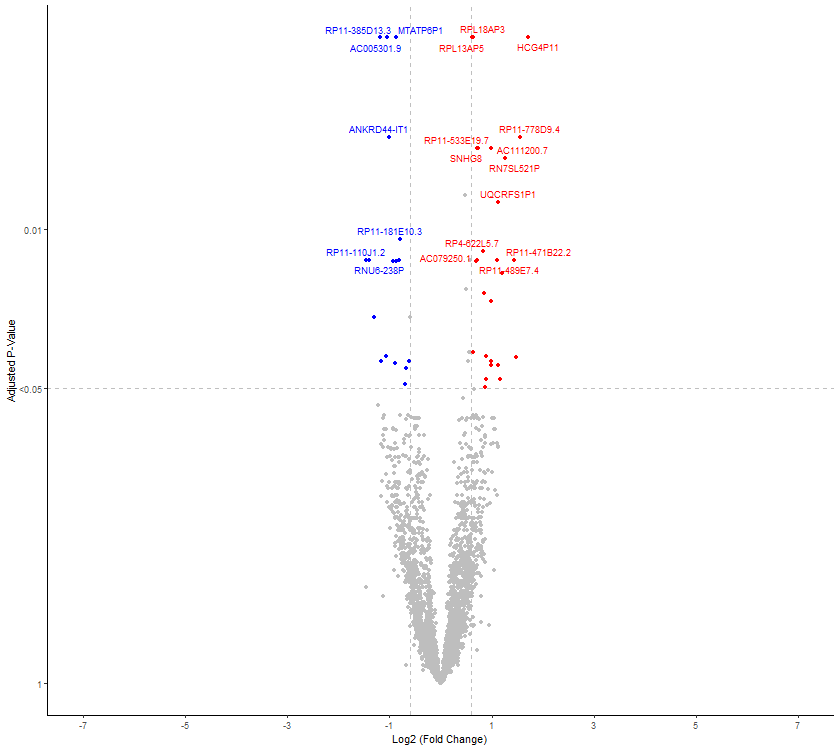 RP11-385D13.3 MTATP6P1 RPL18AP3
AC005301.9 RPL13AP5 HCG4P11
ANKRD44-IT1 RP11-778D9.4
RP11-533E19.7
AC111200.7
SNHG8
RN7SL521P
UQCRFS1P1
0.01
RP11-181E10.3
RP4-622L5.7
RP11-110J1.2 RP11-471B22.2
AC079250.1
RNU6-238P RP11-489E7.4
Adjusted P-Value
<0.05
1
-7 -5 -3 -1 1 3 5 7
Log2 (Fold Change)